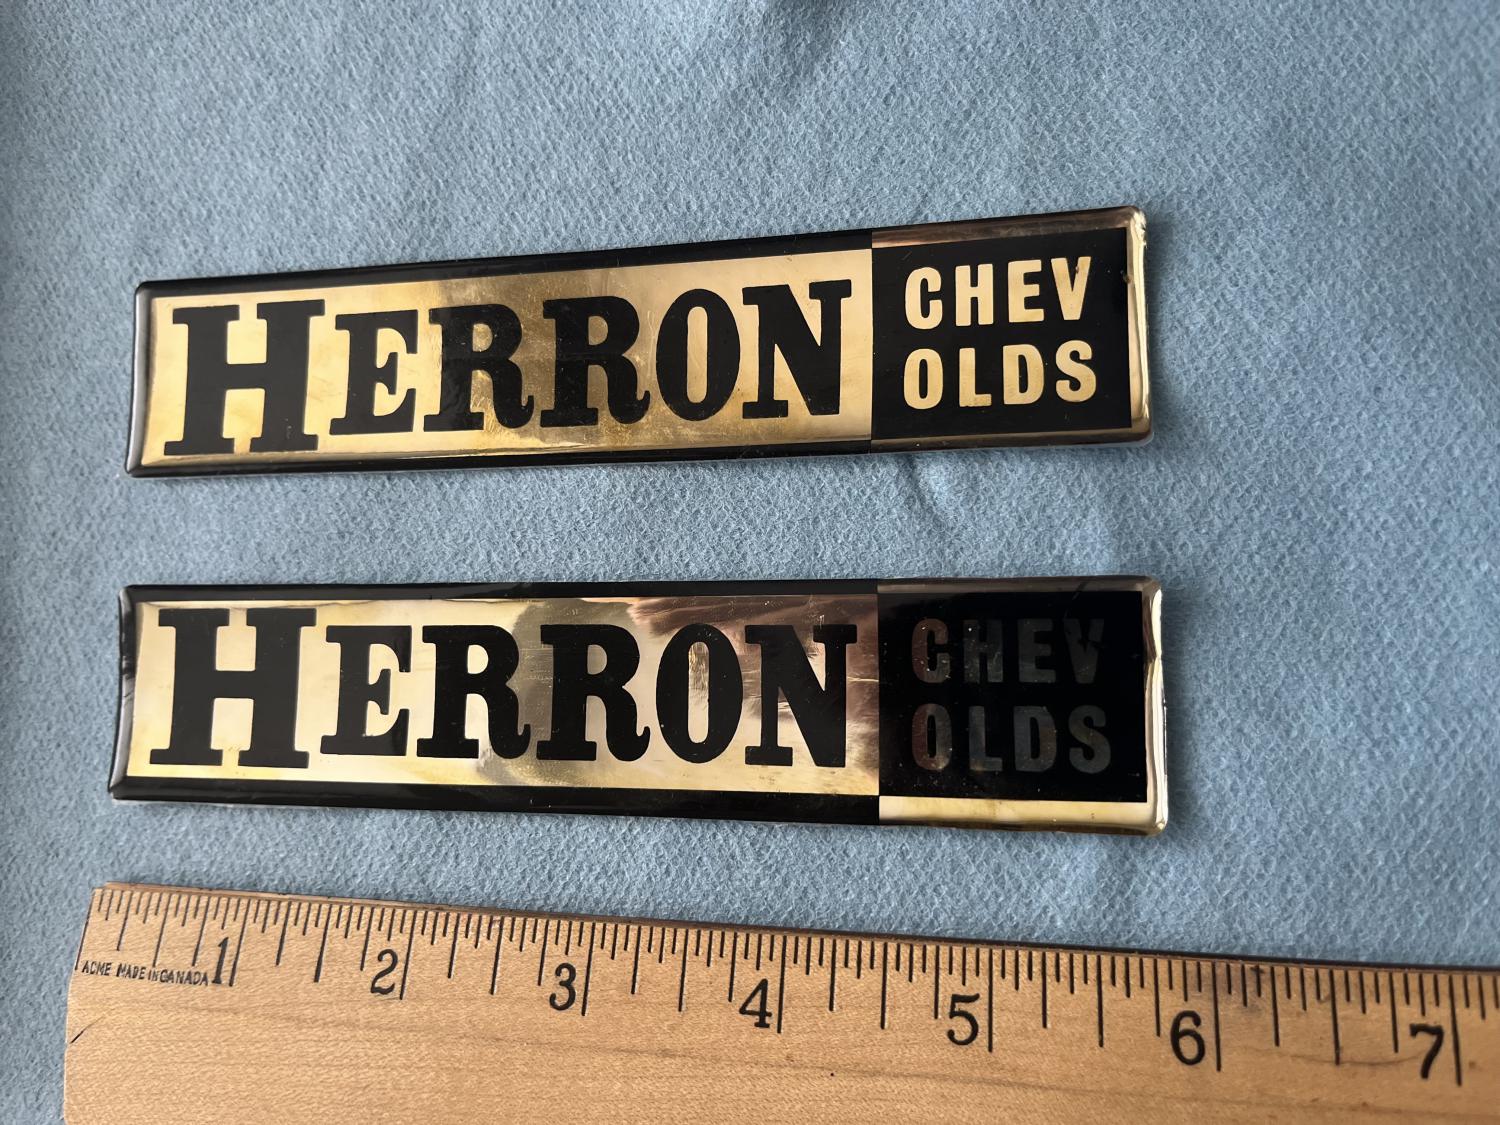 HERRON
CHEV
OLDS
HERRON
CHEV
OLDS
ACME MADE IN CANADA
1 2 3 4 5 6 7